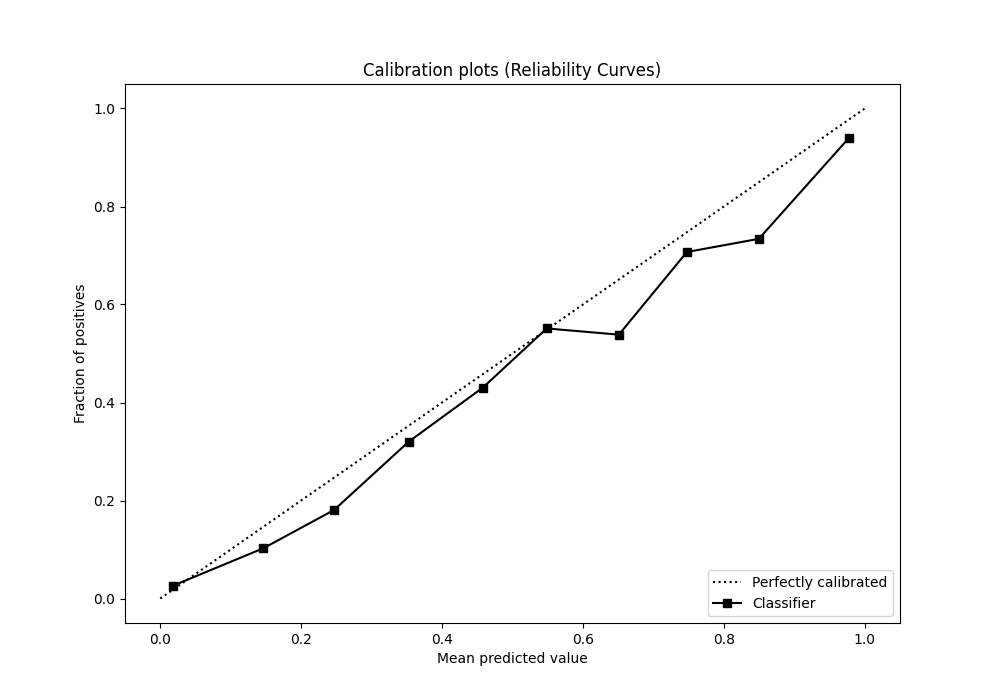 Calibration plots (Reliability Curves)
1.0
0.8
0.6
0.4
0.2
0.0
Fraction of positives
0.0 0.2 0.4 0.6 0.8 1.0
Mean predicted value
Perfectly calibrated
Classifier